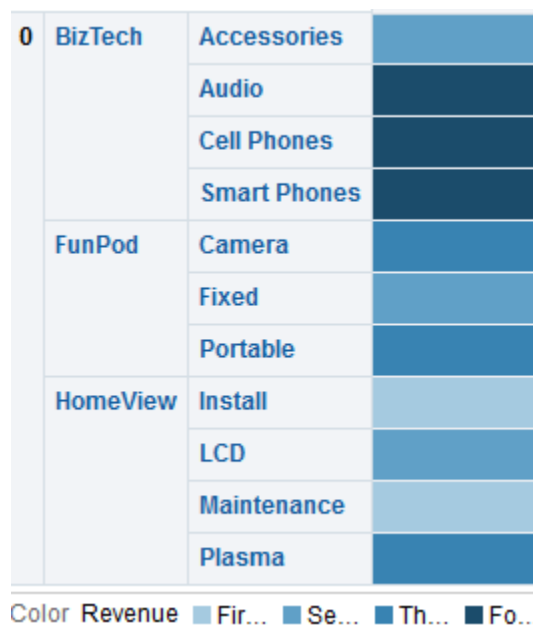 0 BizTech Accessories
Audio
Cell Phones
Smart Phones
FunPod Camera
Fixed
Portable
HomeView Install
LCD
Maintenance
Plasma
Color Revenue Fir... Se... Th... Fo..